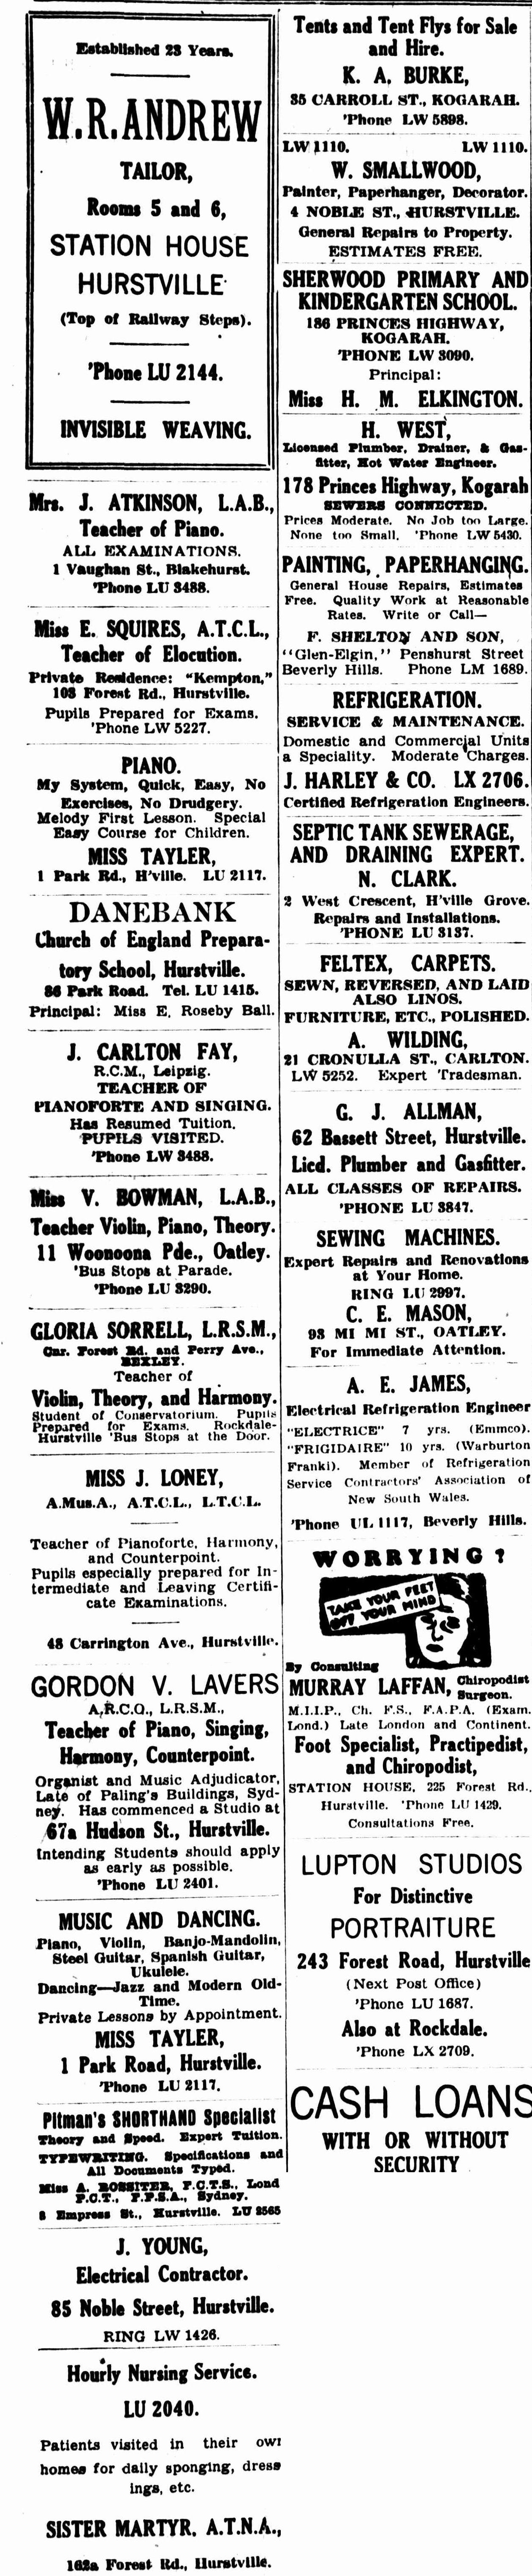 Established 23 Years.
W.R.ANDREW
TAILOR,
Rooms 5 and 6,
STATION HOUSE
HURSTVILLE
(Top of Railway Steps).
'Phone LU 2144.
INVISIBLE WEAVING.
Mrs. J. ATKINSON, L.A.B.,
Teacher of Piano.
ALL EXAMINATIONS.
1 Vaughan St., Blakehurst.
'Phone LU 3488.
Miss E. SQUIRES, A.T.C.L.,
Teacher of Elocution.
Private Residence: "Kempton,"
103 Forest Rd., Hurstville.
Pupils Prepared for Exams.
'Phone LW 5227.
PIANO.
My System, Quick, Easy, No
Exercises, No Drudgery.
Melody First Lesson. Special
Easy Course for Children.
MISS TAYLER,
1 Park Rd., H'ville. LU 2117.
DANEBANK
Church of England Prepara-
tory School, Hurstville.
86 Park Road. Tel. LU 1415.
Principal: Miss E. Roseby Ball.
J. CARLTON FAY,
R.C.M., Leipzig.
TEACHER OF
PIANOFORTE AND SINGING.
Has Resumed Tuition.
PUPILS VISITED.
'Phone LW 3488.
Miss V. BOWMAN, L.A.B.,
Teacher Violin, Piano, Theory.
11 Woonoona Pde., Oatley.
'Bus Stops at Parade.
'Phone LU 3290.
GLORIA SORRELL, L.R.S.M.,
Cnr. Forest Rd. and Perry Ave.,
BEXLEY.
Teacher of
Violin, Theory, and Harmony.
Student of Conservatorium. Pupils
Prepared for Exams. Rockdale-
Hurstville 'Bus Stops at the Door.
MISS J. LONEY,
A.Mus.A., A.T.C.L., L.T.C.L.
Teacher of Pianoforte, Harmony,
and Counterpoint.
Pupils especially prepared for In-
termediate and Leaving Certifi-
cate Examinations.
48 Carrington Ave., Hurstville.
GORDON V. LAVERS
A.R.C.O., L.R.S.M.,
Teacher of Piano, Singing,
Harmony, Counterpoint.
Organist and Music Adjudicator,
Late of Paling's Buildings, Syd-
ney. Has commenced a Studio at
67a Hudson St., Hurstville.
Intending Students should apply
as early as possible.
'Phone LU 2401.
MUSIC AND DANCING.
Piano, Violin, Banjo-Mandolin,
Steel Guitar, Spanish Guitar,
Ukulele.
Dancing—Jazz and Modern Old-
Time.
Private Lessons by Appointment.
MISS TAYLER,
1 Park Road, Hurstville.
'Phone LU 2117.
Pitman's SHORTHAND Specialist
Theory and Speed. Expert Tuition.
TYPEWRITING. Specifications and
All Documents Typed.
Miss A. ROSSITER, F.C.T.S., Lond
P.C.T., F.P.S.A., Sydney.
8 Empress St., Hurstville. LU 2565
J. YOUNG,
Electrical Contractor.
85 Noble Street, Hurstville.
RING LW 1426.
Hourly Nursing Service.
LU 2040.
Patients visited in their own
homes for daily sponging, dress
ings, etc.
SISTER MARTYR. A.T.N.A.,
162a Forest Rd., Hurstville.
Tents and Tent Flys for Sale
and Hire.
K. A. BURKE,
35 CARROLL ST., KOGARAH.
'Phone LW 5898.
LW 1110. LW 1110.
W. SMALLWOOD,
Painter, Paperhanger, Decorator.
4 NOBLE ST., HURSTVILLE.
General Repairs to Property.
ESTIMATES FREE.
SHERWOOD PRIMARY AND
KINDERGARTEN SCHOOL.
186 PRINCES HIGHWAY,
KOGARAH.
'PHONE LW 3090.
Principal:
Miss H. M. ELKINGTON.
H. WEST,
Licensed Plumber, Drainer, & Gas-
fitter, Hot Water Engineer.
178 Princes Highway, Kogarah
SEWERS CONNECTED.
Prices Moderate. No Job too Large.
None too Small. 'Phone LW 5430.
PAINTING, PAPERHANGING.
General House Repairs, Estimates
Free. Quality Work at Reasonable
Rates. Write or Call—
F. SHELTON AND SON,
"Glen-Elgin," Penshurst Street
Beverly Hills. Phone LM 1689.
REFRIGERATION.
SERVICE & MAINTENANCE.
Domestic and Commercial Units
a Speciality. Moderate Charges.
J. HARLEY & CO. LX 2706.
Certified Refrigeration Engineers.
SEPTIC TANK SEWERAGE,
AND DRAINING EXPERT.
N. CLARK.
2 West Crescent, H'ville Grove.
Repairs and Installations.
'PHONE LU 3137.
FELTEX, CARPETS.
SEWN, REVERSED, AND LAID
ALSO LINOS.
FURNITURE, ETC., POLISHED.
A. WILDING,
21 CRONULLA ST., CARLTON.
LW 5252. Expert Tradesman.
G. J. ALLMAN,
62 Bassett Street, Hurstville.
Licd. Plumber and Gasfitter.
ALL CLASSES OF REPAIRS.
'PHONE LU 3847.
SEWING MACHINES.
Expert Repairs and Renovations
at Your Home.
RING LU 2997.
C. E. MASON,
93 MI MI ST., OATLEY.
For Immediate Attention.
A. E. JAMES,
Electrical Refrigeration Engineer
"ELECTRICE" 7 yrs. (Emmco).
"FRIGIDAIRE" 10 yrs. (Warburton
Franki). Member of Refrigeration
Service Contractors' Association of
New South Wales.
'Phone UL 1117, Beverly Hills.
WORRYING ?
TAKE YOUR FEET
OFF YOUR MIND
By Consulting
MURRAY LAFFAN, Chiropodist
Surgeon.
M.I.I.P., Ch. F.S., F.A.P.A. (Exam.
Lond.) Late London and Continent.
Foot Specialist, Practipedist,
and Chiropodist,
STATION HOUSE, 225 Forest Rd.,
Hurstville. 'Phone LU 1429.
Consultations Free.
LUPTON STUDIOS
For Distinctive
PORTRAITURE
243 Forest Road, Hurstville
(Next Post Office)
'Phone LU 1687.
Also at Rockdale.
'Phone LX 2709.
CASH LOANS
WITH OR WITHOUT
SECURITY